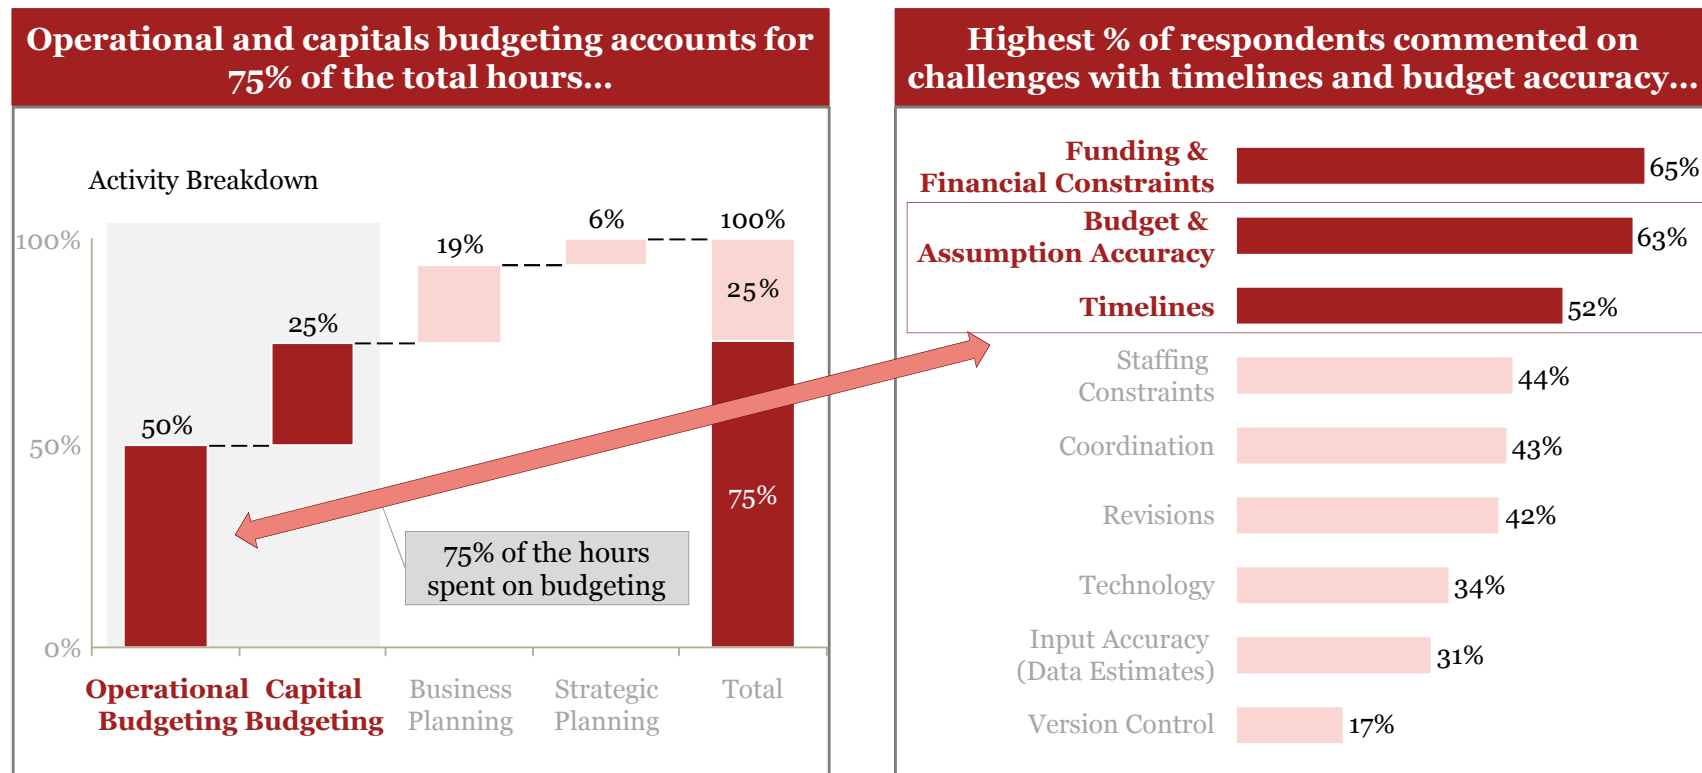 Operational and capitals budgeting accounts for
75% of the total hours...
Activity Breakdown
100%
50%
0%
50%
25%
19%
6%
100%
25%
75%
75% of the hours
spent on budgeting
Operational
Budgeting
Capital
Budgeting
Business
Planning
Strategic
Planning
Total
Highest % of respondents commented on
challenges with timelines and budget accuracy...
Funding &
Financial Constraints
65%
Budget &
Assumption Accuracy
63%
Timelines
52%
Staffing
Constraints
44%
Coordination
43%
Revisions
42%
Technology
34%
Input Accuracy
(Data Estimates)
31%
Version Control
17%